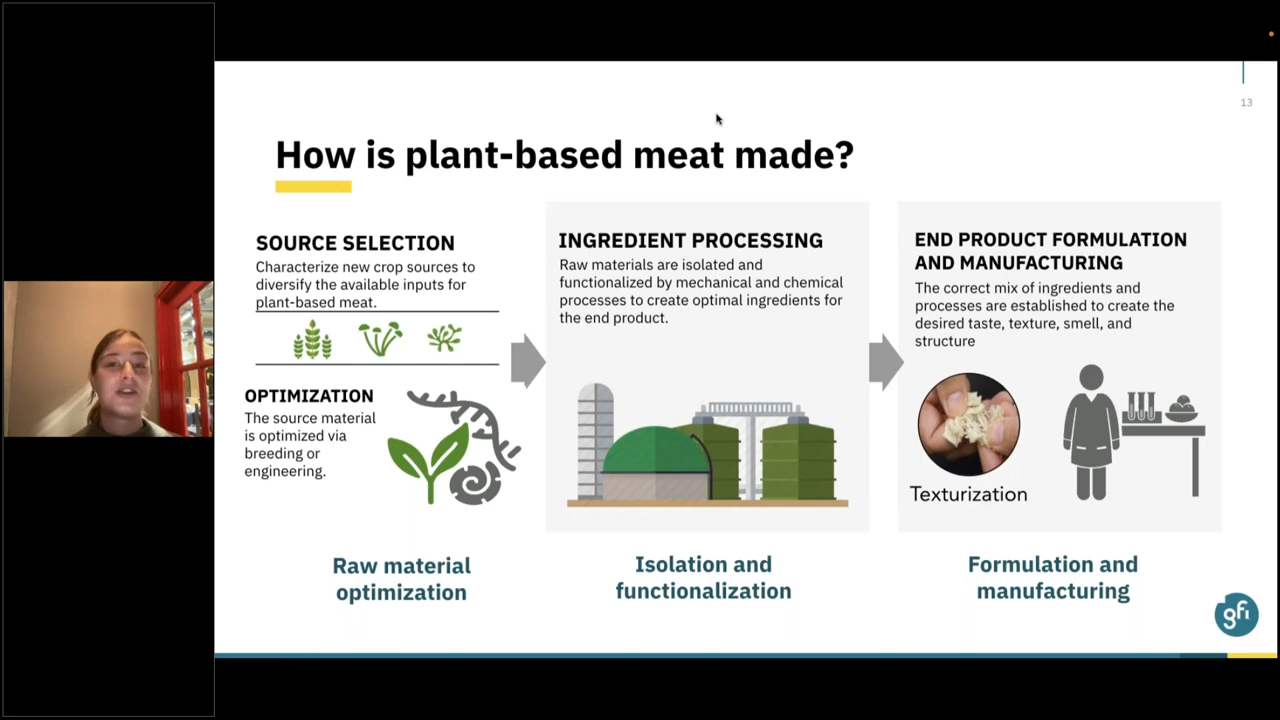 13
How is plant-based meat made?
SOURCE SELECTION
Characterize new crop sources to
diversify the available inputs for
plant-based meat.
OPTIMIZATION
The source material
is optimized via
breeding or
engineering.
Raw material
optimization
INGREDIENT PROCESSING
Raw materials are isolated and
functionalized by mechanical and chemical
processes to create optimal ingredients for
the end product.
Isolation and
functionalization
END PRODUCT FORMULATION
AND MANUFACTURING
The correct mix of ingredients and
processes are established to create the
desired taste, texture, smell, and
structure
Texturization
Formulation and
manufacturing
gfi